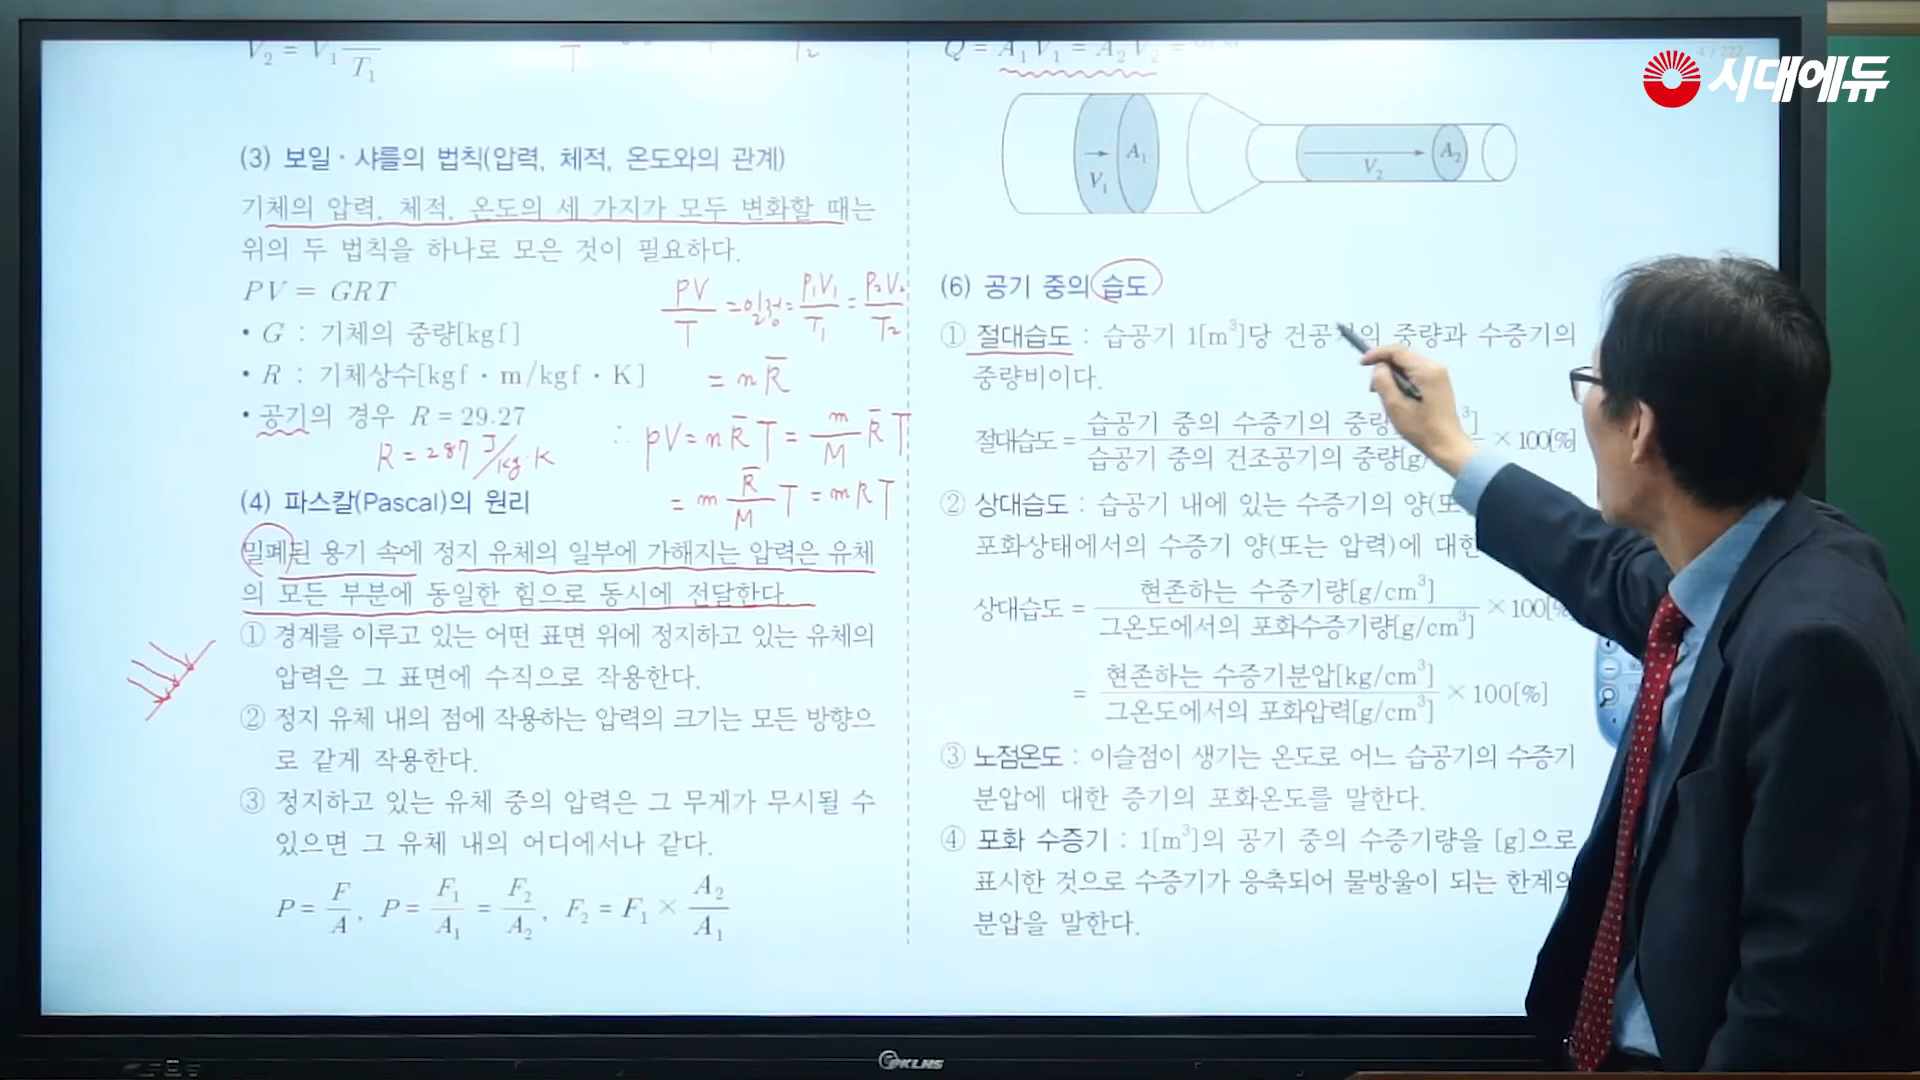 V₂ = V₁ ─ T₁
T
T₂
(3) 보일 · 샤를의 법칙(압력, 체적, 온도와의 관계)
기체의 압력, 체적, 온도의 세 가지가 모두 변화할 때는
위의 두 법칙을 하나로 모은 것이 필요하다.
PV = GRT
• G : 기체의 중량[kgf]
• R : 기체상수[kgf · m/kgf · K]
• 공기의 경우 R = 29.27
R = 287 J/kg·K
PV/T = 일정 = P₁V₁/T₁ = P₂V₂/T₂
= nR̄
∴ PV = nR̄T = m/M R̄T
= m R̄/M T = mRT
(4) 파스칼(Pascal)의 원리
밀폐된 용기 속에 정지 유체의 일부에 가해지는 압력은 유체
의 모든 부분에 동일한 힘으로 동시에 전달한다.
① 경계를 이루고 있는 어떤 표면 위에 정지하고 있는 유체의
압력은 그 표면에 수직으로 작용한다.
② 정지 유체 내의 점에 작용하는 압력의 크기는 모든 방향으
로 같게 작용한다.
③ 정지하고 있는 유체 중의 압력은 그 무게가 무시될 수
있으면 그 유체 내의 어디에서나 같다.
P = F/A, P = F₁/A₁ = F₂/A₂, F₂ = F₁ × A₂/A₁
Q = A₁V₁ = A₂V₂ =
V₁ A₁ V₂ A₂
(6) 공기 중의 습도
① 절대습도 : 습공기 1[m³]당 건공기의 중량과 수증기의
중량비이다.
절대습도 = 습공기 중의 수증기의 중량 ³] / 습공기 중의 건조공기의 중량[g/ × 100[%]
② 상대습도 : 습공기 내에 있는 수증기의 양(또
포화상태에서의 수증기 양(또는 압력)에 대한
상대습도 = 현존하는 수증기량[g/cm³] / 그온도에서의 포화수증기량[g/cm³] × 100[%
= 현존하는 수증기분압[kg/cm³] / 그온도에서의 포화압력[g/cm³] × 100[%]
③ 노점온도 : 이슬점이 생기는 온도로 어느 습공기의 수증기
분압에 대한 증기의 포화온도를 말한다.
④ 포화 수증기 : 1[m³]의 공기 중의 수증기량을 [g]으로
표시한 것으로 수증기가 응축되어 물방울이 되는 한계의
분압을 말한다.
시대에듀
PKLNS